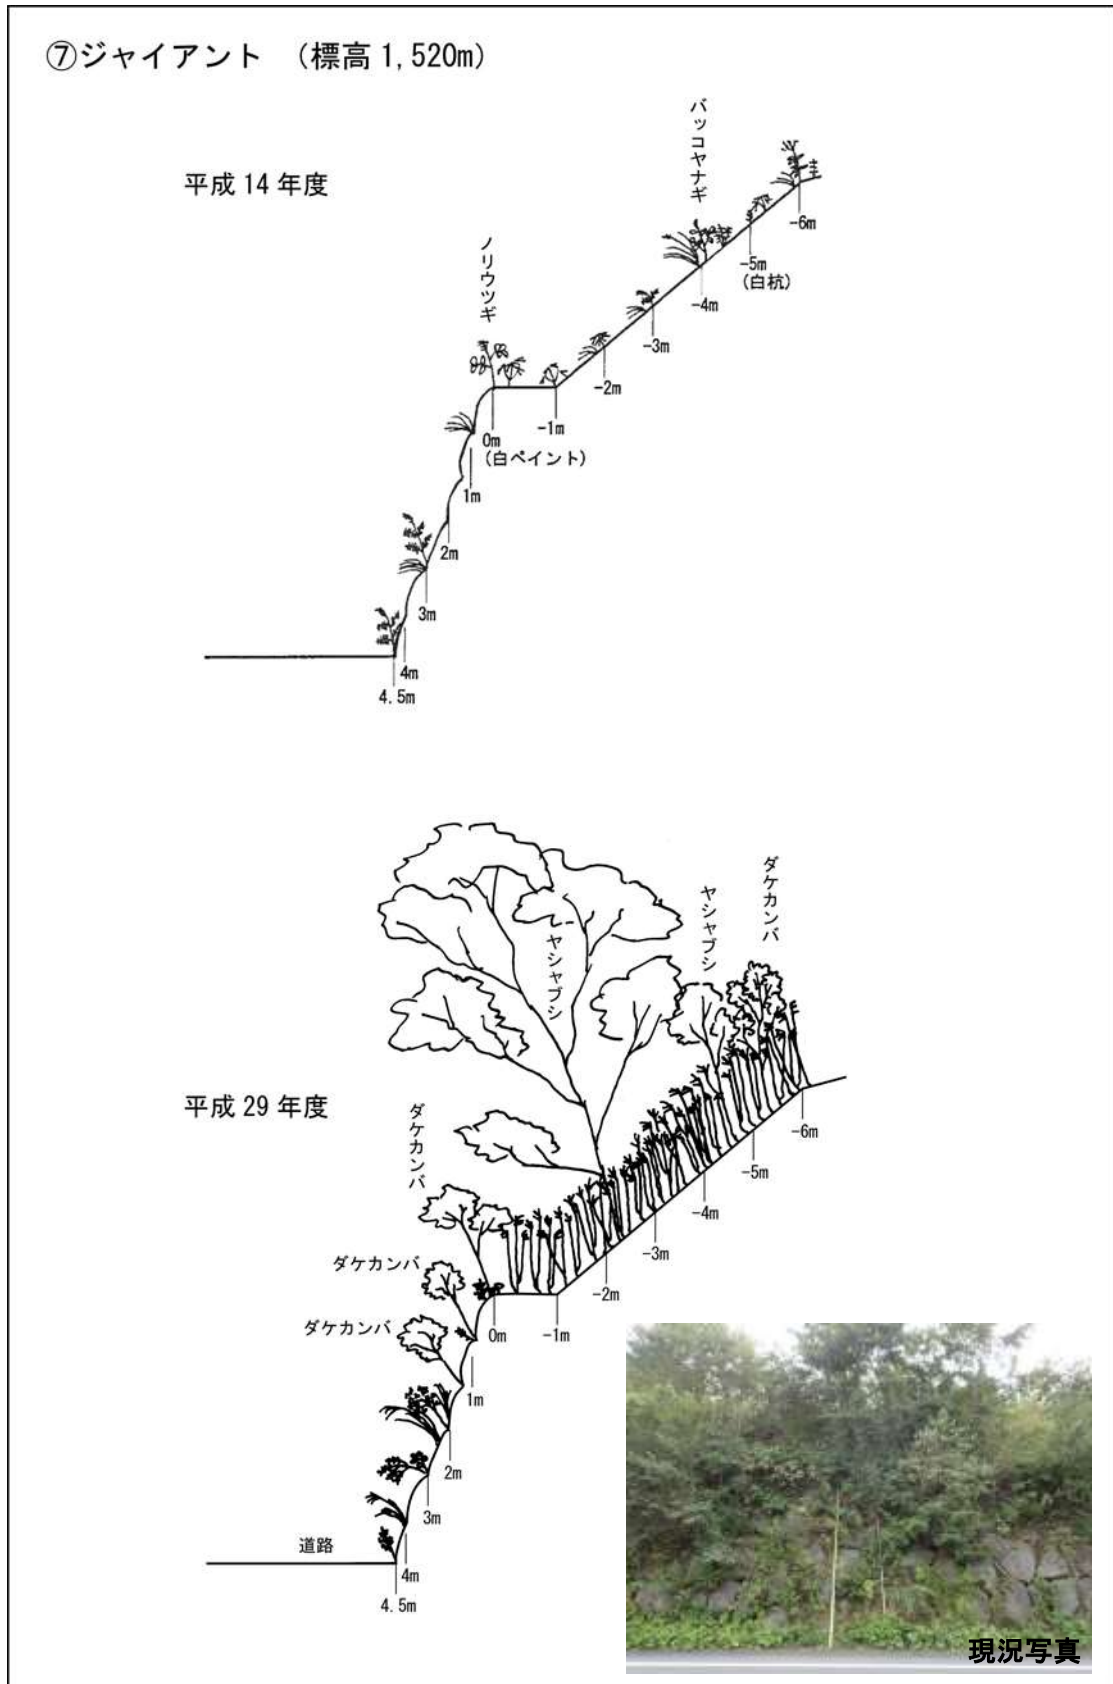 ⑦ジャイアント （標高1,520m）
平成14年度
バッコヤナギ
ノリウツギ
-6m
-5m
(白杭)
-4m
-3m
-2m
-1m
0m
(白ペイント)
1m
2m
3m
4m
4.5m
平成29年度
ダケカンバ
ヤシャブシ
ヤシャブシ
ダケカンバ
ダケカンバ
ダケカンバ
-6m
-5m
-4m
-3m
-2m
-1m
0m
1m
2m
3m
道路
4m
4.5m
現況写真